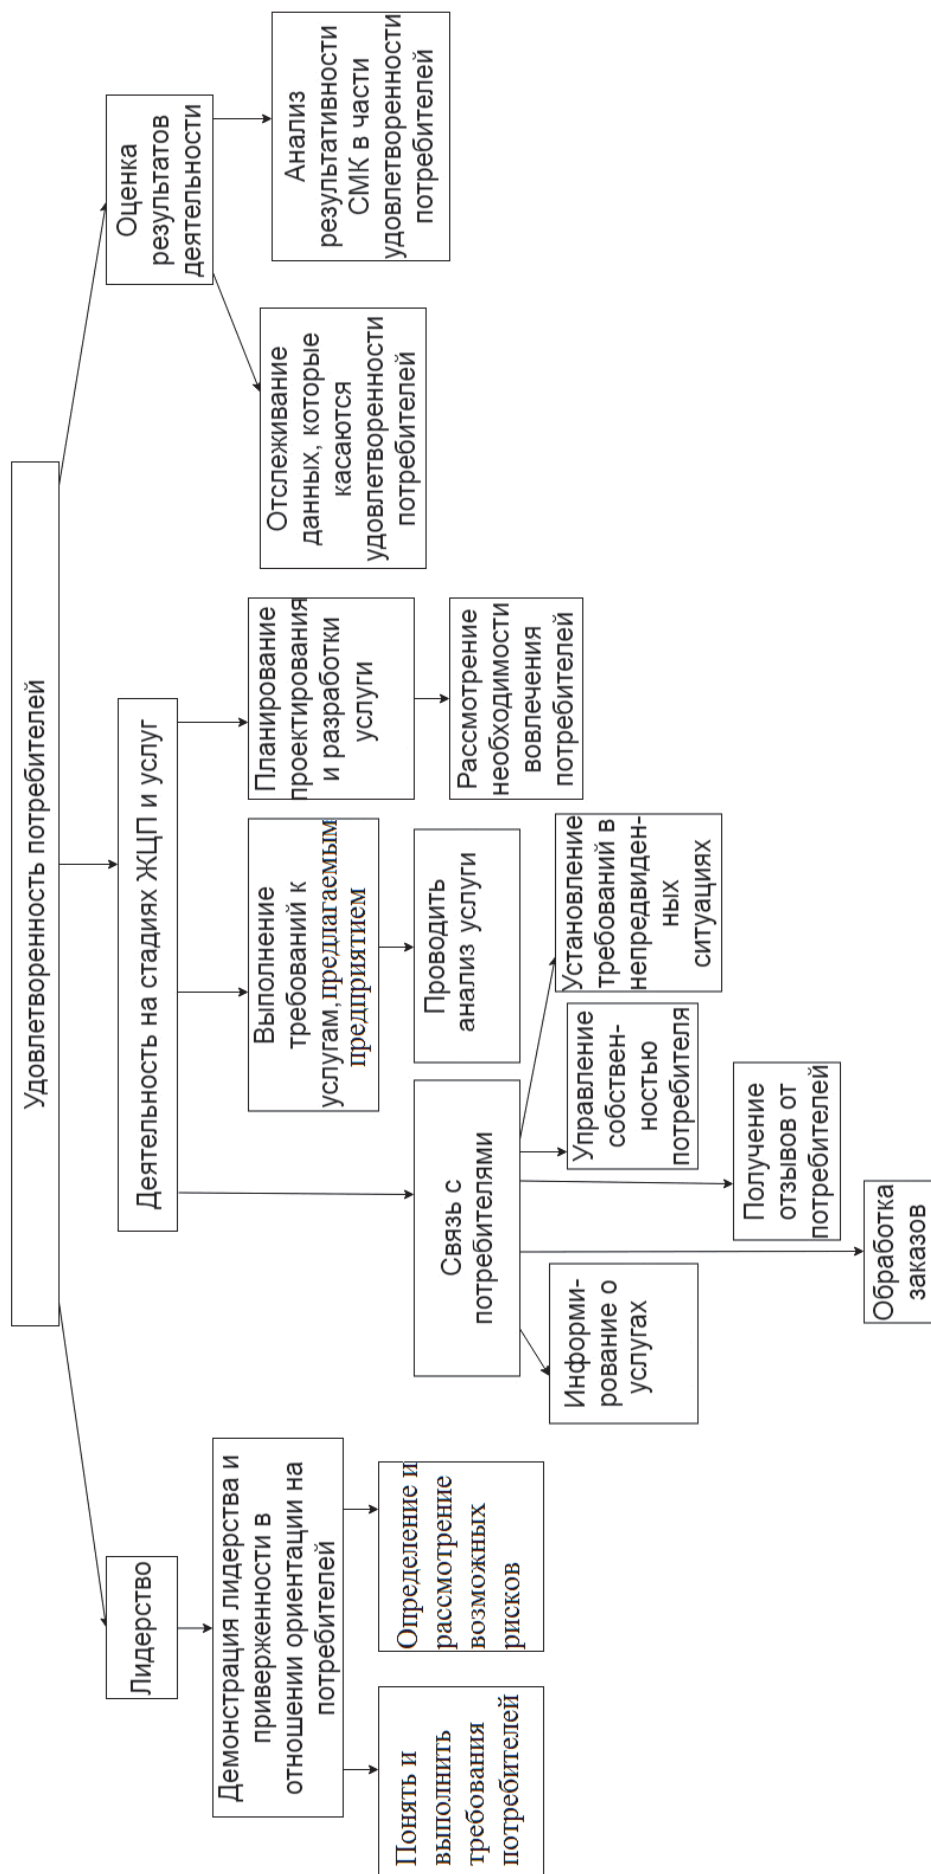 Удовлетворенность потребителей
Лидерство
Демонстрация лидерства и
приверженности в
отношении ориентации на
потребителей
Понять и
выполнить
требования
потребителей
Определение и
рассмотрение
возможных
рисков
Деятельность на стадиях ЖЦП и услуг
Связь с
потребителями
Информи-
рование о
услугах
Обработка
заказов
Получение
отзывов от
потребителей
Управление
собствен-
ностью
потребителя
Установление
требований в
непредвиден-
ных
ситуациях
Выполнение
требований к
услугам, предлагаемым
предприятием
Проводить
анализ услуги
Планирование
проектирования
и разработки
услуги
Рассмотрение
необходимости
вовлечения
потребителей
Оценка
результатов
деятельности
Отслеживание
данных, которые
касаются
удовлетворенности
потребителей
Анализ
результативности
СМК в части
удовлетворенности
потребителей